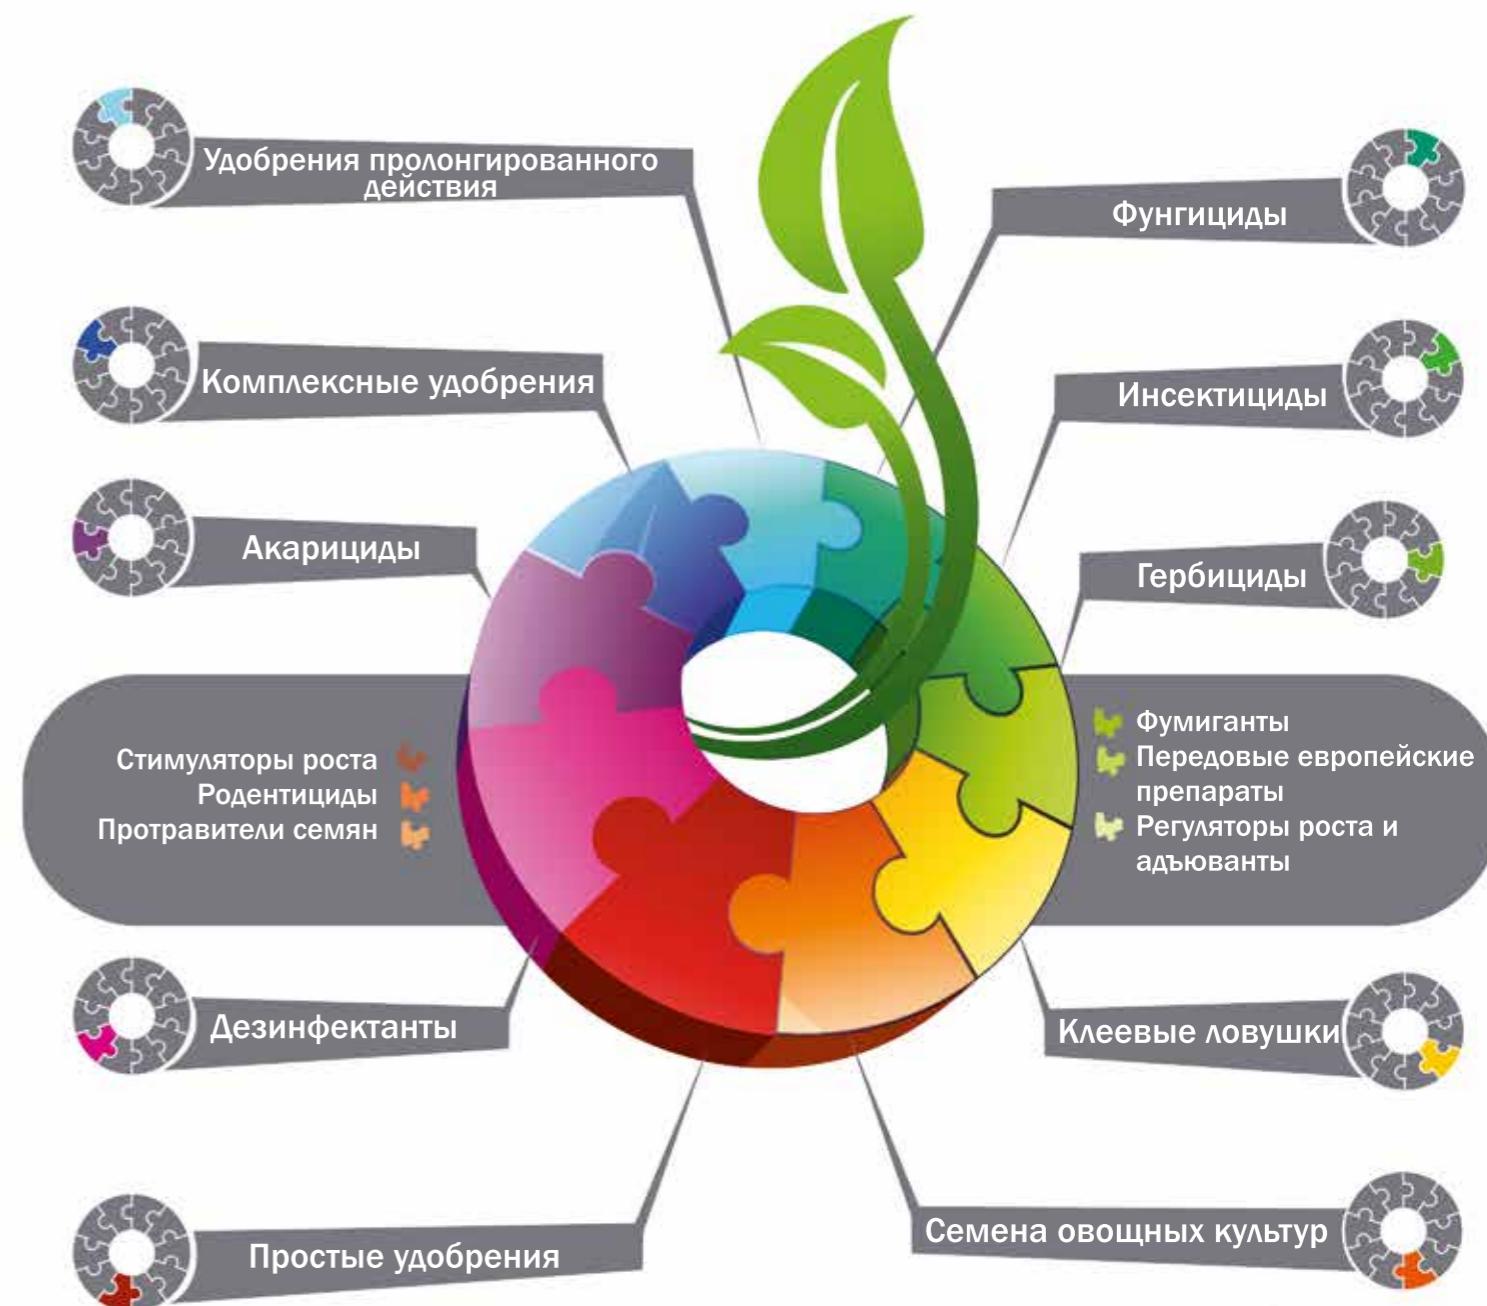 Удобрения пролонгированного
действия
Комплексные удобрения
Акарициды
Стимуляторы роста
Родентициды
Протравители семян
Дезинфектанты
Простые удобрения
Фунгициды
Инсектициды
Гербициды
Фумиганты
Передовые европейские
препараты
Регуляторы роста и
адъюванты
Клеевые ловушки
Семена овощных культур